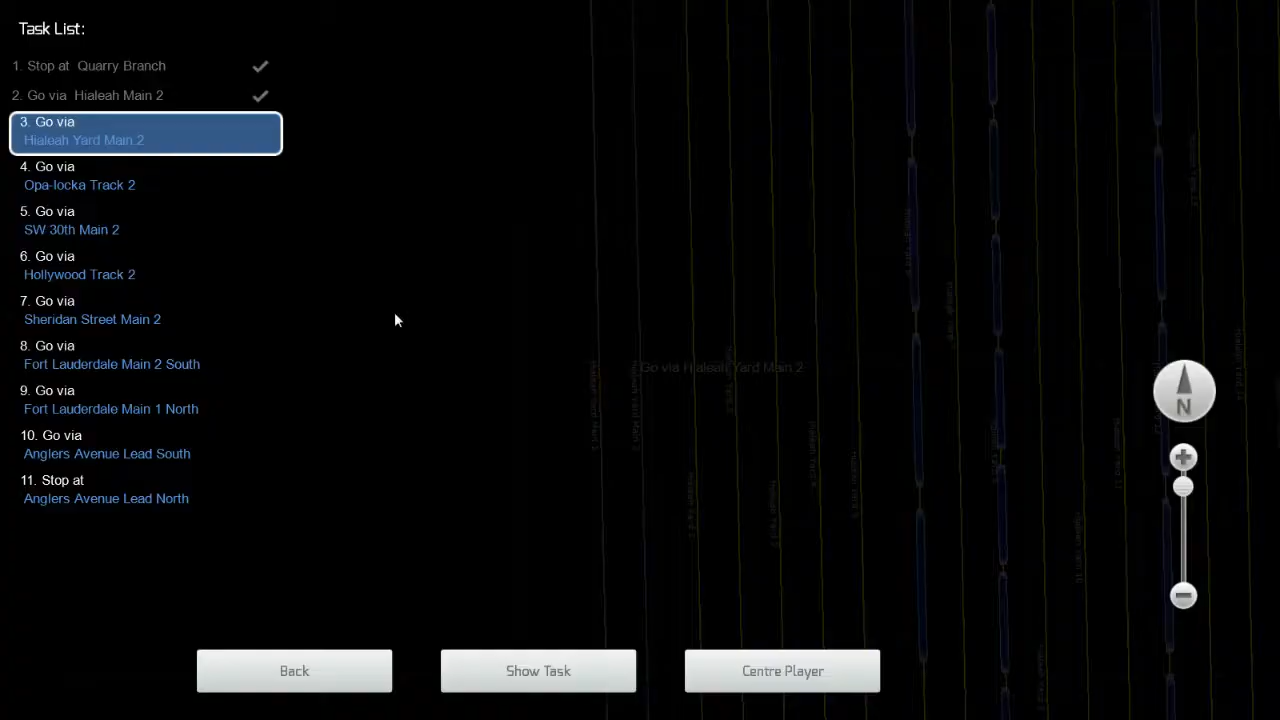 Task List:
1. Stop at Quarry Branch
2. Go via Hialeah Main 2
3. Go via
Hialeah Yard Main 2
4. Go via
Opa-locka Track 2
5. Go via
SW 30th Main 2
6. Go via
Hollywood Track 2
7. Go via
Sheridan Street Main 2
8. Go via
Fort Lauderdale Main 2 South
9. Go via
Fort Lauderdale Main 1 North
10. Go via
Anglers Avenue Lead South
11. Stop at
Anglers Avenue Lead North
Go via Hialeah Yard Main 2
N
Back
Show Task
Centre Player